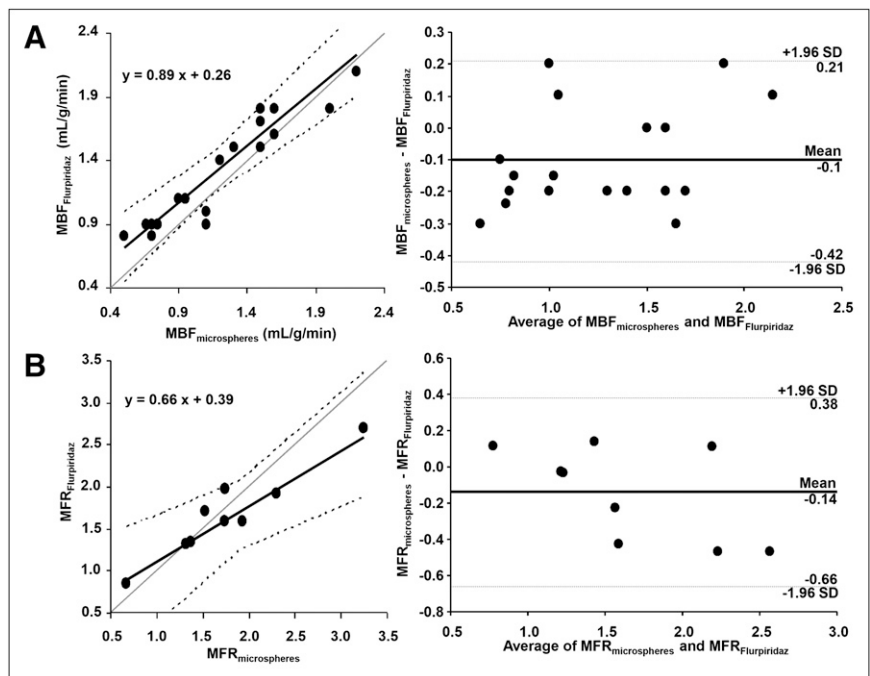 A
2.4
1.9
1.4
0.9
0.4
MBFFlurpiridaz (mL/g/min)
y = 0.89 x + 0.26
0.4 0.9 1.4 1.9 2.4
MBFmicrospheres (mL/g/min)
0.3
0.2
0.1
0.0
-0.1
-0.2
-0.3
-0.4
-0.5
MBFmicrospheres - MBFFlurpiridaz
+1.96 SD
0.21
Mean
-0.1
-0.42
-1.96 SD
0.5 1.0 1.5 2.0 2.5
Average of MBFmicrospheres and MBFFlurpiridaz
B
3.5
3.0
2.5
2.0
1.5
1.0
0.5
MFRFlurpiridaz
y = 0.66 x + 0.39
0.5 1.0 1.5 2.0 2.5 3.0 3.5
MFRmicrospheres
0.6
0.4
0.2
0.0
-0.2
-0.4
-0.6
-0.8
MFRmicrospheres - MFRFlurpiridaz
+1.96 SD
0.38
Mean
-0.14
-0.66
-1.96 SD
0.5 1.0 1.5 2.0 2.5 3.0
Average of MFRmicrospheres and MFRFlurpiridaz